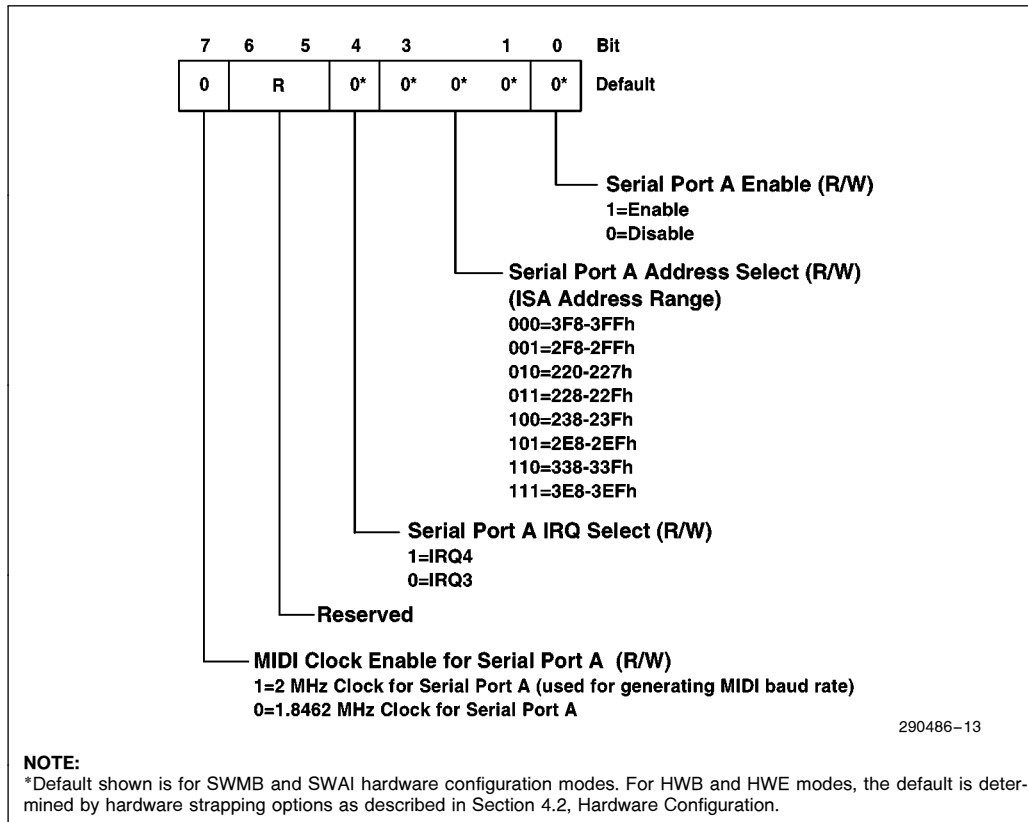 7 6 5 4 3 1 0 Bit
0 R 0* 0* 0* 0* 0* Default
Serial Port A Enable (R/W)
1=Enable
0=Disable
Serial Port A Address Select (R/W)
(ISA Address Range)
000=3F8-3FFh
001=2F8-2FFh
010=220-227h
011=228-22Fh
100=238-23Fh
101=2E8-2EFh
110=338-33Fh
111=3E8-3EFh
Serial Port A IRQ Select (R/W)
1=IRQ4
0=IRQ3
Reserved
MIDI Clock Enable for Serial Port A (R/W)
1=2 MHz Clock for Serial Port A (used for generating MIDI baud rate)
0=1.8462 MHz Clock for Serial Port A
290486-13
NOTE:
*Default shown is for SWMB and SWAI hardware configuration modes. For HWB and HWE modes, the default is deter-
mined by hardware strapping options as described in Section 4.2, Hardware Configuration.